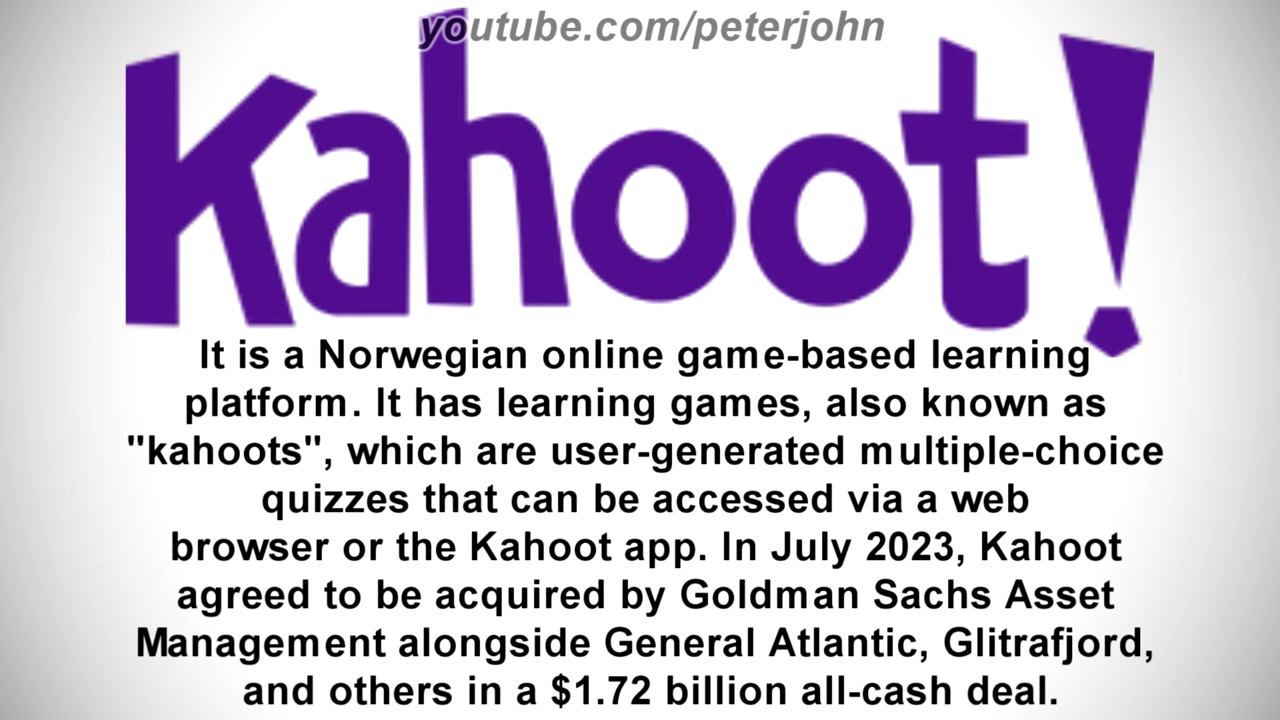 youtube.com/peterjohn
Kahoot!
It is a Norwegian online game-based learning
platform. It has learning games, also known as
"kahoots", which are user-generated multiple-choice
quizzes that can be accessed via a web
browser or the Kahoot app. In July 2023, Kahoot
agreed to be acquired by Goldman Sachs Asset
Management alongside General Atlantic, Glitrafjord,
and others in a $1.72 billion all-cash deal.